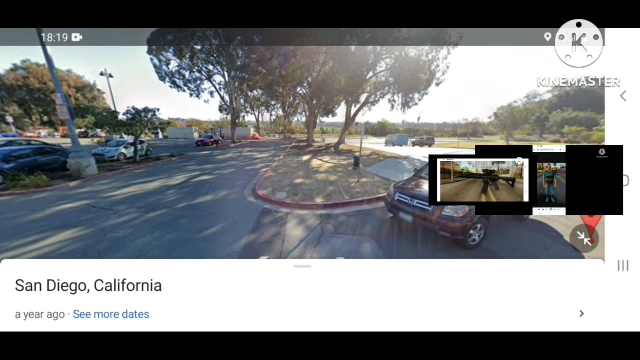 18:19
KINEMASTER
San Diego, California
a year ago · See more dates